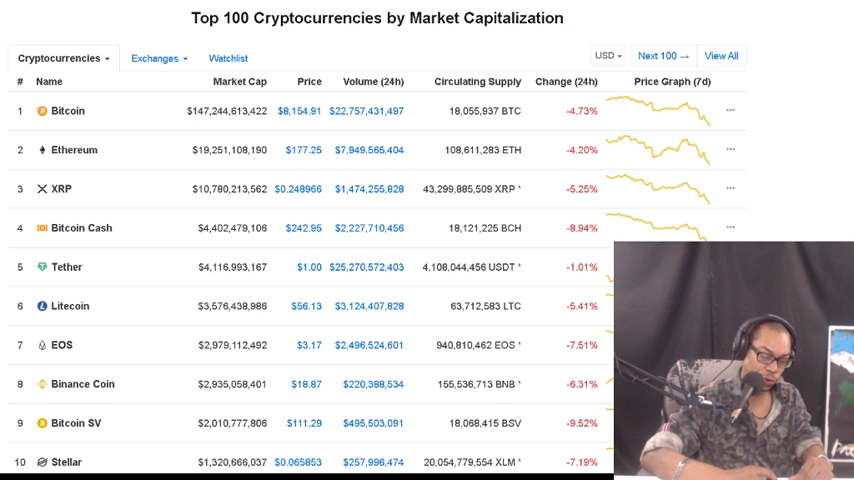 Top 100 Cryptocurrencies by Market Capitalization
Cryptocurrencies Exchanges Watchlist USD Next 100 → View All
# Name Market Cap Price Volume (24h) Circulating Supply Change (24h) Price Graph (7d)
1 Bitcoin $147,244,613,422 $8,154.91 $22,757,431,497 18,055,937 BTC -4.73%
2 Ethereum $19,251,108,190 $177.25 $7,949,565,404 108,611,283 ETH -4.20%
3 XRP $10,780,213,562 $0.248966 $1,474,255,828 43,299,885,509 XRP * -5.25%
4 Bitcoin Cash $4,402,479,106 $242.95 $2,227,710,456 18,121,225 BCH -8.94%
5 Tether $4,116,993,167 $1.00 $25,270,572,403 4,108,044,456 USDT * -1.01%
6 Litecoin $3,576,438,986 $56.13 $3,124,407,828 63,712,583 LTC -5.41%
7 EOS $2,979,112,492 $3.17 $2,496,524,601 940,810,462 EOS * -7.51%
8 Binance Coin $2,935,058,401 $18.87 $220,388,534 155,536,713 BNB * -6.31%
9 Bitcoin SV $2,010,777,806 $111.29 $495,503,091 18,068,415 BSV -9.52%
10 Stellar $1,320,666,037 $0.065853 $257,996,474 20,054,779,554 XLM * -7.19%